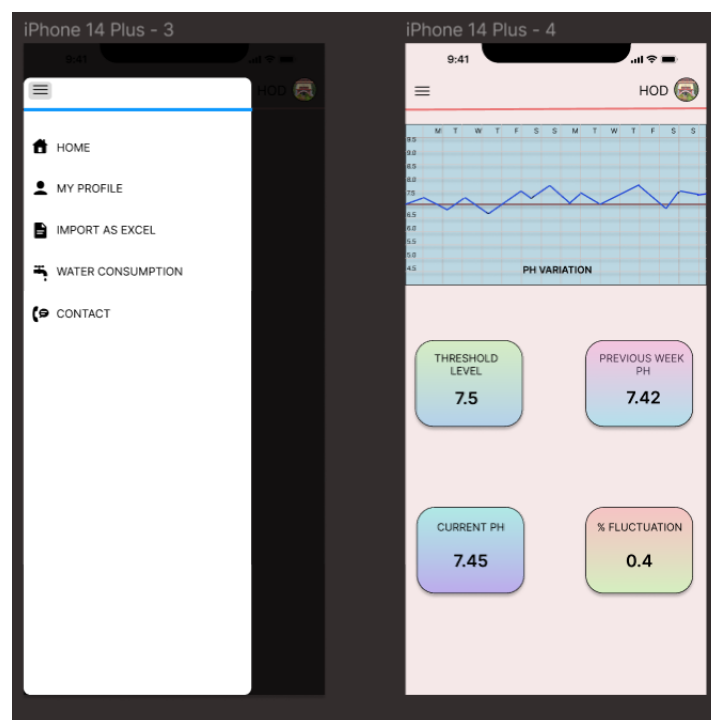 iPhone 14 Plus - 3
9:41
HOD
HOME
MY PROFILE
IMPORT AS EXCEL
WATER CONSUMPTION
CONTACT
iPhone 14 Plus - 4
9:41
HOD
M T W T F S S M T W T F S S
9.5
9.0
8.5
8.0
7.5
6.5
6.0
5.5
5.0
4.5
PH VARIATION
THRESHOLD
LEVEL
7.5
PREVIOUS WEEK
PH
7.42
CURRENT PH
7.45
% FLUCTUATION
0.4